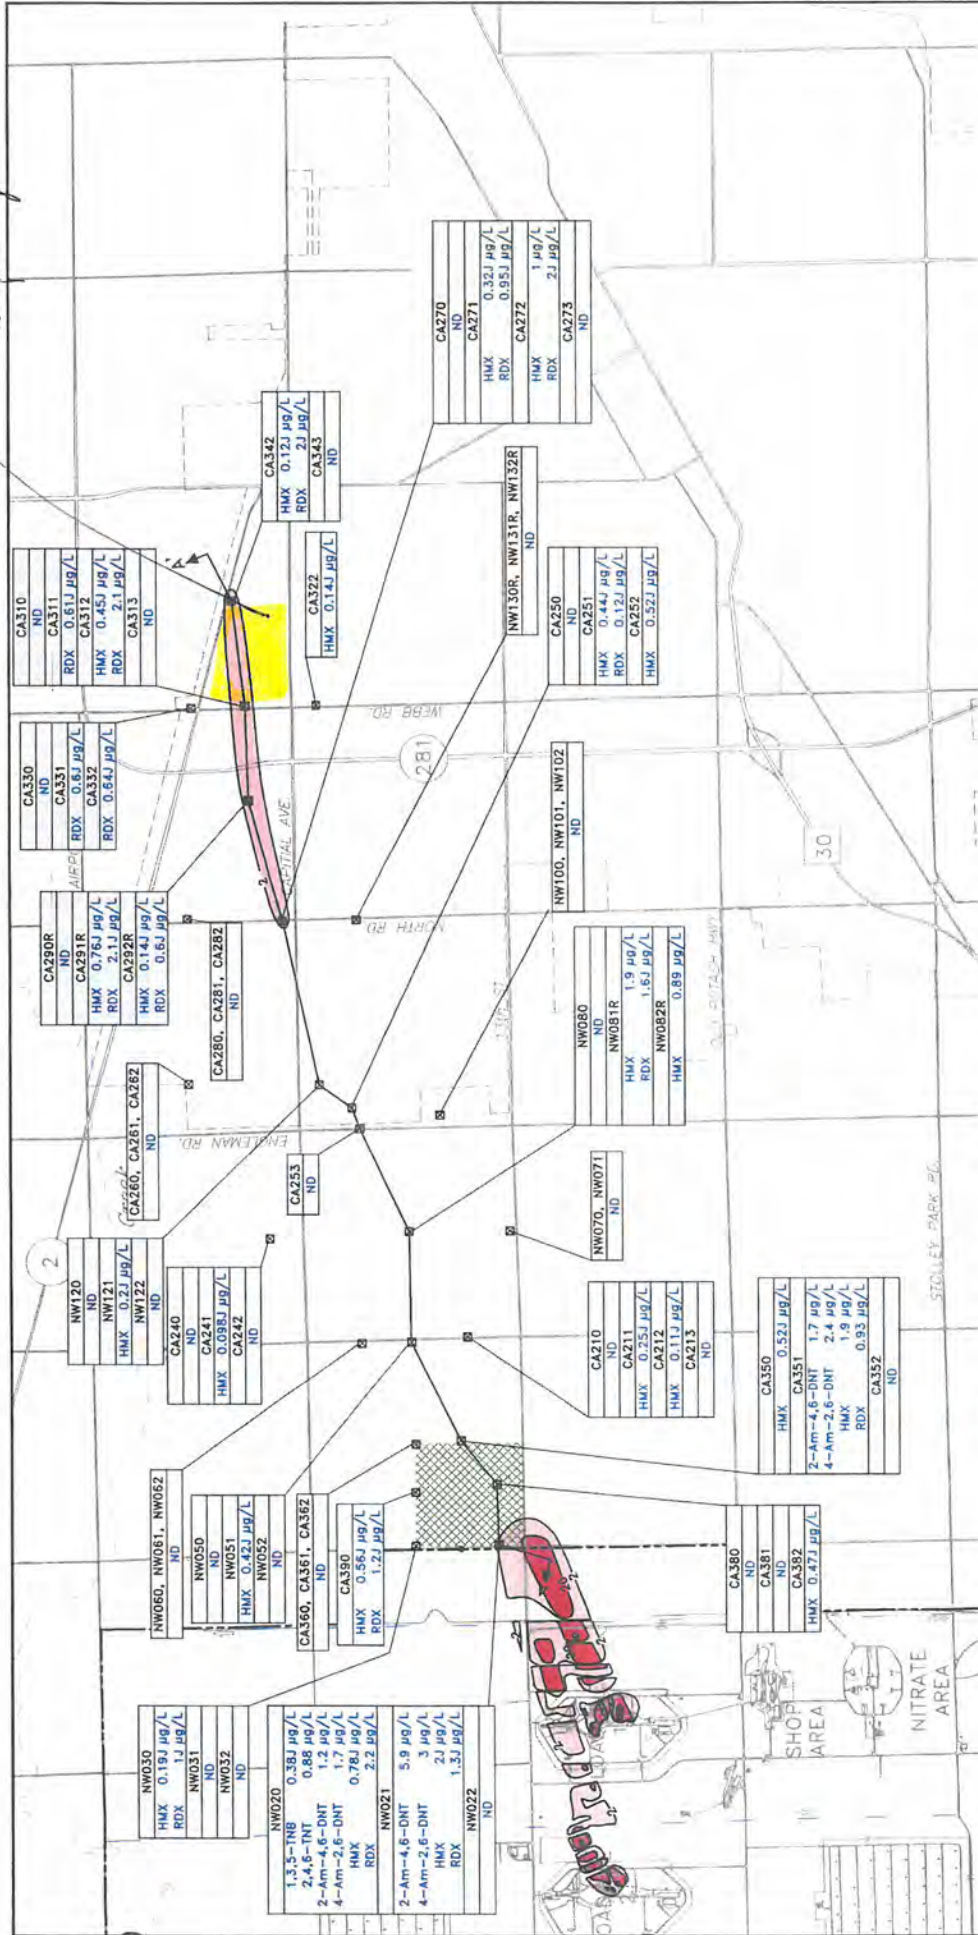 CA310
ND
CA311
RDX 0.61J µg/L
CA312
HMX 0.45J µg/L
RDX 2.1 µg/L
CA313
ND
CA342
HMX 0.12J µg/L
RDX 2J µg/L
CA343
ND
CA322
HMX 0.14J µg/L
CA270
ND
CA271
HMX 0.32J µg/L
RDX 0.95J µg/L
CA272
HMX 1 µg/L
RDX 2J µg/L
CA273
ND
NW130R, NW131R, NW132R
ND
CA250
ND
CA251
HMX 0.44J µg/L
RDX 0.12J µg/L
CA252
HMX 0.52J µg/L
CA330
ND
CA331
RDX 0.6J µg/L
CA332
RDX 0.64J µg/L
WEBB RD.
281
A'
CA290R
ND
CA291R
HMX 0.76J µg/L
RDX 2.1J µg/L
CA292R
HMX 0.14J µg/L
RDX 0.6J µg/L
CAPITIAL AVE.
2
NORTH RD
NW100, NW101, NW102
ND
30
CA280, CA281, CA282
ND
CA260, CA261, CA262
ND
ENGLEMAN RD.
CA253
ND
NW080
ND
NW081R
HMX 1.9 µg/L
RDX 1.6J µg/L
NW082R
HMX 0.89 µg/L
13TH ST
OLD POTASH HWY
2
NW120
ND
NW121
HMX 0.2J µg/L
NW122
ND
CA240
ND
CA241
HMX 0.098J µg/L
CA242
ND
NW070, NW071
ND
CA210
ND
CA211
HMX 0.25J µg/L
CA212
HMX 0.11J µg/L
CA213
ND
CA350
HMX 0.52J µg/L
CA351
2-Am-4,6-DNT 1.7 µg/L
4-Am-2,6-DNT 2.4 µg/L
HMX 1.9 µg/L
RDX 0.93 µg/L
CA352
ND
STOLLEY PARK RD.
NW060, NW061, NW062
ND
NW050
ND
NW051
HMX 0.42J µg/L
NW052
ND
CA360, CA361, CA362
ND
CA390
HMX 0.56J µg/L
RDX 1.2J µg/L
CA380
ND
CA381
ND
CA382
HMX 0.47J µg/L
NW030
HMX 0.19J µg/L
RDX 1J µg/L
NW031
ND
NW032
ND
NW020
1,3,5-TNB 0.38J µg/L
2,4,6-TNT 0.88 µg/L
2-Am-4,6-DNT 1.2 µg/L
4-Am-2,6-DNT 1.7 µg/L
HMX 0.78J µg/L
RDX 2.2 µg/L
NW021
2-Am-4,6-DNT 5.9 µg/L
4-Am-2,6-DNT 3 µg/L
HMX 2J µg/L
RDX 1.3J µg/L
NW022
ND
SHOP
AREA
NITRATE
AREA